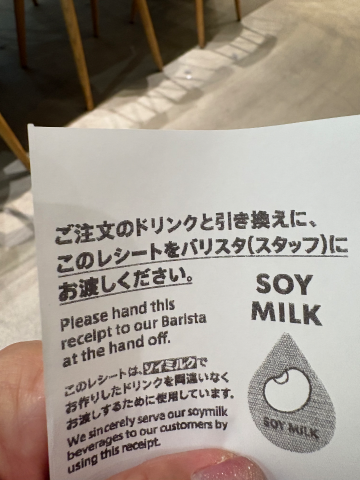 ご注文のドリンクと引き換えに、
このレシートをバリスタ(スタッフ)に
お渡しください。
Please hand this
receipt to our Barista
at the hand off.
このレシートは、ソイミルクで
お作りしたドリンクを間違いなく
お渡しするために使用しています。
We sincerely serve our soymilk
beverages to our customers by
using this receipt.
SOY
MILK
SOY MILK